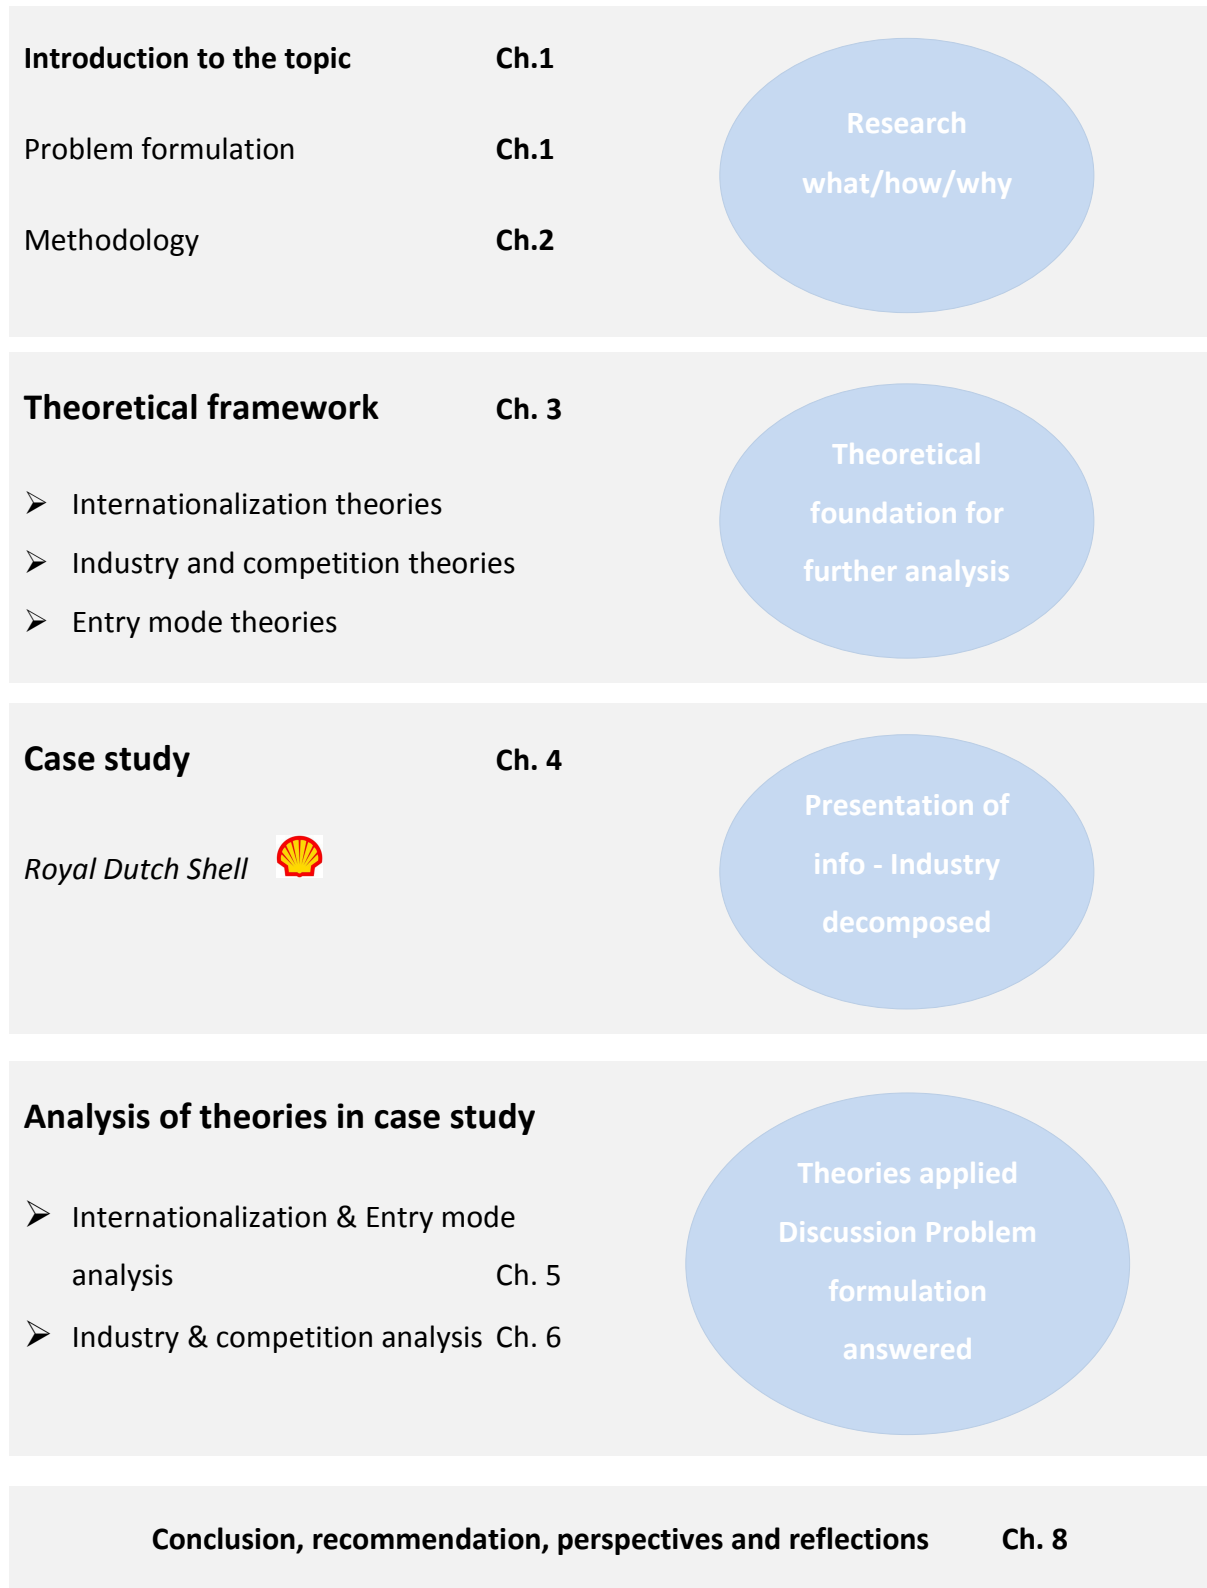 Introduction to the topic Ch.1
Problem formulation Ch.1
Methodology Ch.2
Research
what/how/why
Theoretical framework Ch. 3
➢ Internationalization theories
➢ Industry and competition theories
➢ Entry mode theories
Theoretical
foundation for
further analysis
Case study Ch. 4
Royal Dutch Shell
Presentation of
info - Industry
decomposed
Analysis of theories in case study
➢ Internationalization & Entry mode
analysis Ch. 5
➢ Industry & competition analysis Ch. 6
Theories applied
Discussion Problem
formulation
answered
Conclusion, recommendation, perspectives and reflections Ch. 8